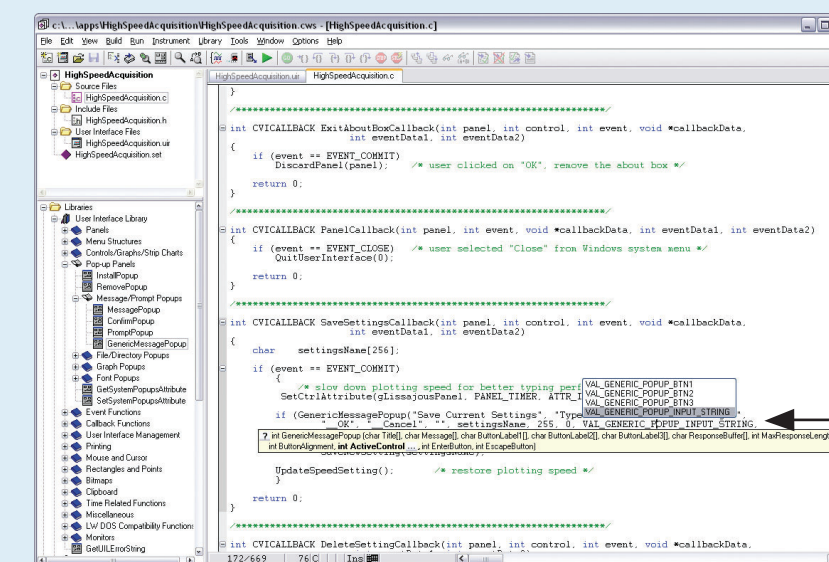 c:\...\apps\HighSpeedAcquisition\HighSpeedAcquisition.cws - [HighSpeedAcquisition.c]
File Edit View Build Run Instrument Library Tools Window Options Help
HighSpeedAcquisition
Source Files
HighSpeedAcquisition.c
Include Files
HighSpeedAcquisition.h
User Interface Files
HighSpeedAcquisition.uir
HighSpeedAcquisition.set
Libraries
User Interface Library
Panels
Menu Structures
Controls/Graphs/Strip Charts
Pop-up Panels
InstallPopup
RemovePopup
Message/Prompt Popups
MessagePopup
ConfirmPopup
PromptPopup
GenericMessagePopup
File/Directory Popups
Graph Popups
Font Popups
GetSystemPopupsAttribute
SetSystemPopupsAttribute
Event Functions
Callback Functions
User Interface Management
Printing
Mouse and Cursor
Rectangles and Points
Bitmaps
Clipboard
Time Related Functions
Miscellaneous
LW DOS Compatibility Functions
Monitors
GetUILErrorString
HighSpeedAcquisition.uir HighSpeedAcquisition.c
}
int CVICALLBACK ExitAboutBoxCallback(int panel, int control, int event, void *callbackData,
int eventData1, int eventData2)
{
if (event == EVENT_COMMIT)
DiscardPanel(panel); /* user clicked on "OK", remove the about box */
return 0;
}
int CVICALLBACK PanelCallback(int panel, int event, void *callbackData, int eventData1, int eventData2)
{
if (event == EVENT_CLOSE) /* user selected "Close" from Windows system menu */
QuitUserInterface(0);
return 0;
}
int CVICALLBACK SaveSettingsCallback(int panel, int control, int event, void *callbackData,
int eventData1, int eventData2)
{
char settingsName[256];
if (event == EVENT_COMMIT)
{
/* slow down plotting speed for better typing perf
SetCtrlAttribute(gLissajousPanel, PANEL_TIMER, ATTR_I
VAL_GENERIC_POPUP_BTN1
VAL_GENERIC_POPUP_BTN2
VAL_GENERIC_POPUP_BTN3
VAL_GENERIC_POPUP_INPUT_STRING
if (GenericMessagePopup("Save Current Settings", "Type
"__OK", "__Cancel", "", settingsName, 255, 0, VAL_GENERIC_POPUP_INPUT_STRING,
? int GenericMessagePopup (char Title[], char Message[], char ButtonLabel1[], char ButtonLabel2[], char ButtonLabel3[], char ResponseBuffer[], int MaxResponseLengt
int ButtonAlignment, int ActiveControl ... , int EnterButton, int EscapeButton)
UpdateSpeedSetting(); /* restore plotting speed */
}
return 0;
}
int CVICALLBACK DeleteSettingCallback(int panel, int control, int event, void *callbackData,
172/669 76 C Ins